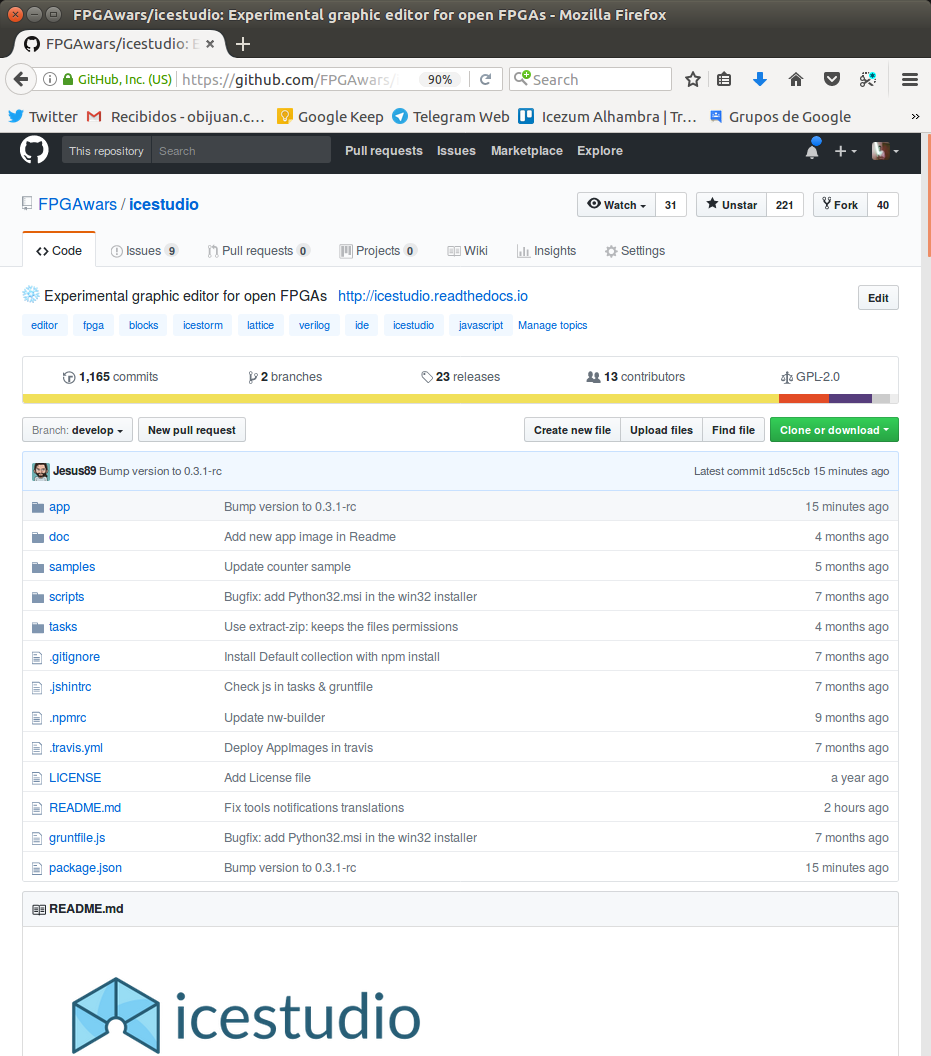 FPGAwars/icestudio: Experimental graphic editor for open FPGAs - Mozilla Firefox
FPGAwars/icestudio: E
GitHub, Inc. (US) https://github.com/FPGAwars/ 90% Search
Twitter Recibidos - obijuan.c... Google Keep Telegram Web Icezum Alhambra | Tr... Grupos de Google »
This repository Search Pull requests Issues Marketplace Explore
FPGAwars / icestudio Watch 31 Unstar 221 Fork 40
Code Issues 9 Pull requests 0 Projects 0 Wiki Insights Settings
Experimental graphic editor for open FPGAs http://icestudio.readthedocs.io Edit
editor fpga blocks icestorm lattice verilog ide icestudio javascript Manage topics
1,165 commits 2 branches 23 releases 13 contributors GPL-2.0
Branch: develop New pull request Create new file Upload files Find file Clone or download
Jesus89 Bump version to 0.3.1-rc Latest commit 1d5c5cb 15 minutes ago
app Bump version to 0.3.1-rc 15 minutes ago
doc Add new app image in Readme 4 months ago
samples Update counter sample 5 months ago
scripts Bugfix: add Python32.msi in the win32 installer 7 months ago
tasks Use extract-zip: keeps the files permissions 4 months ago
.gitignore Install Default collection with npm install 7 months ago
.jshintrc Check js in tasks & gruntfile 7 months ago
.npmrc Update nw-builder 9 months ago
.travis.yml Deploy AppImages in travis 7 months ago
LICENSE Add License file a year ago
README.md Fix tools notifications translations 2 hours ago
gruntfile.js Bugfix: add Python32.msi in the win32 installer 7 months ago
package.json Bump version to 0.3.1-rc 15 minutes ago
README.md
icestudio